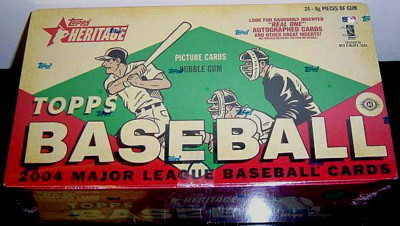 Topps
HERITAGE
24 - 8g PIECES OF GUM
LOOK FOR RANDOMLY INSERTED
"REAL ONE"
AUTOGRAPHED CARDS
AND OTHER GREAT INSERTS!
PICTURE CARDS
BUBBLE GUM
TOPPS
BASEBALL
2004 MAJOR LEAGUE BASEBALL CARDS
TOPPS
BASEBALL